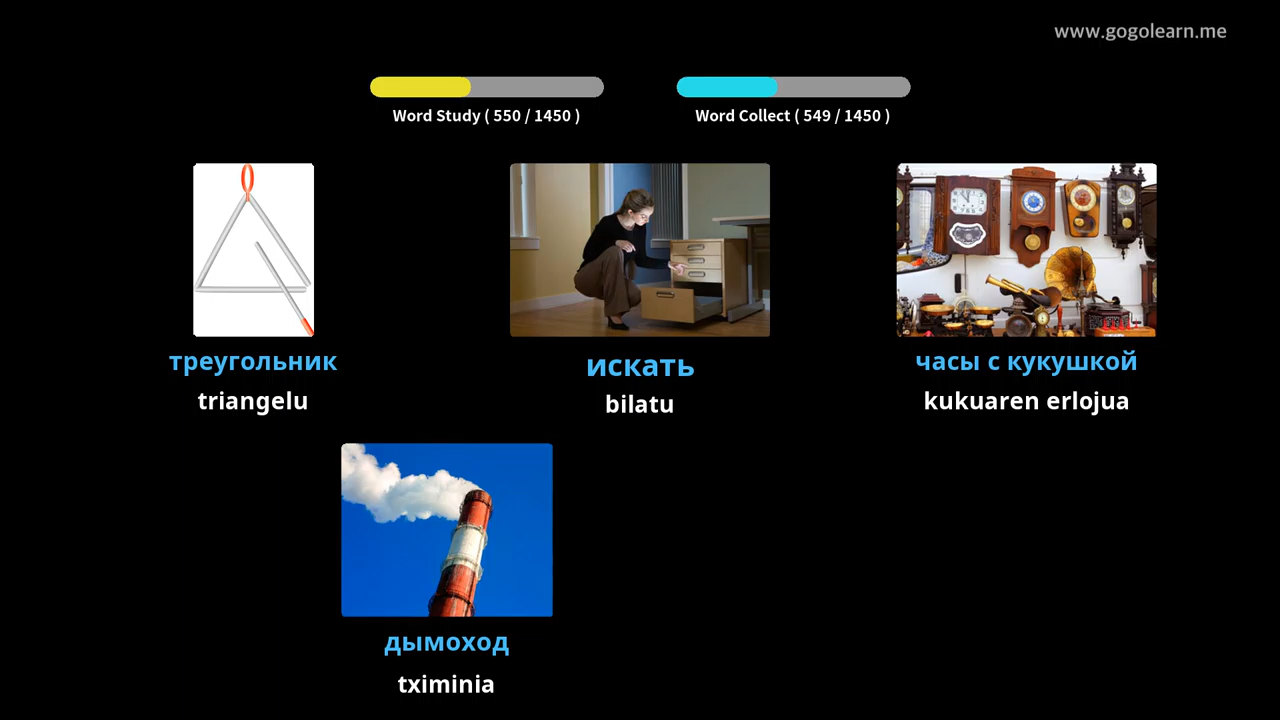 www.gogolearn.me
Word Study ( 550 / 1450 )
Word Collect ( 549 / 1450 )
треугольник
triangelu
искать
bilatu
часы с кукушкой
kukuaren erlojua
дымоход
tximinia